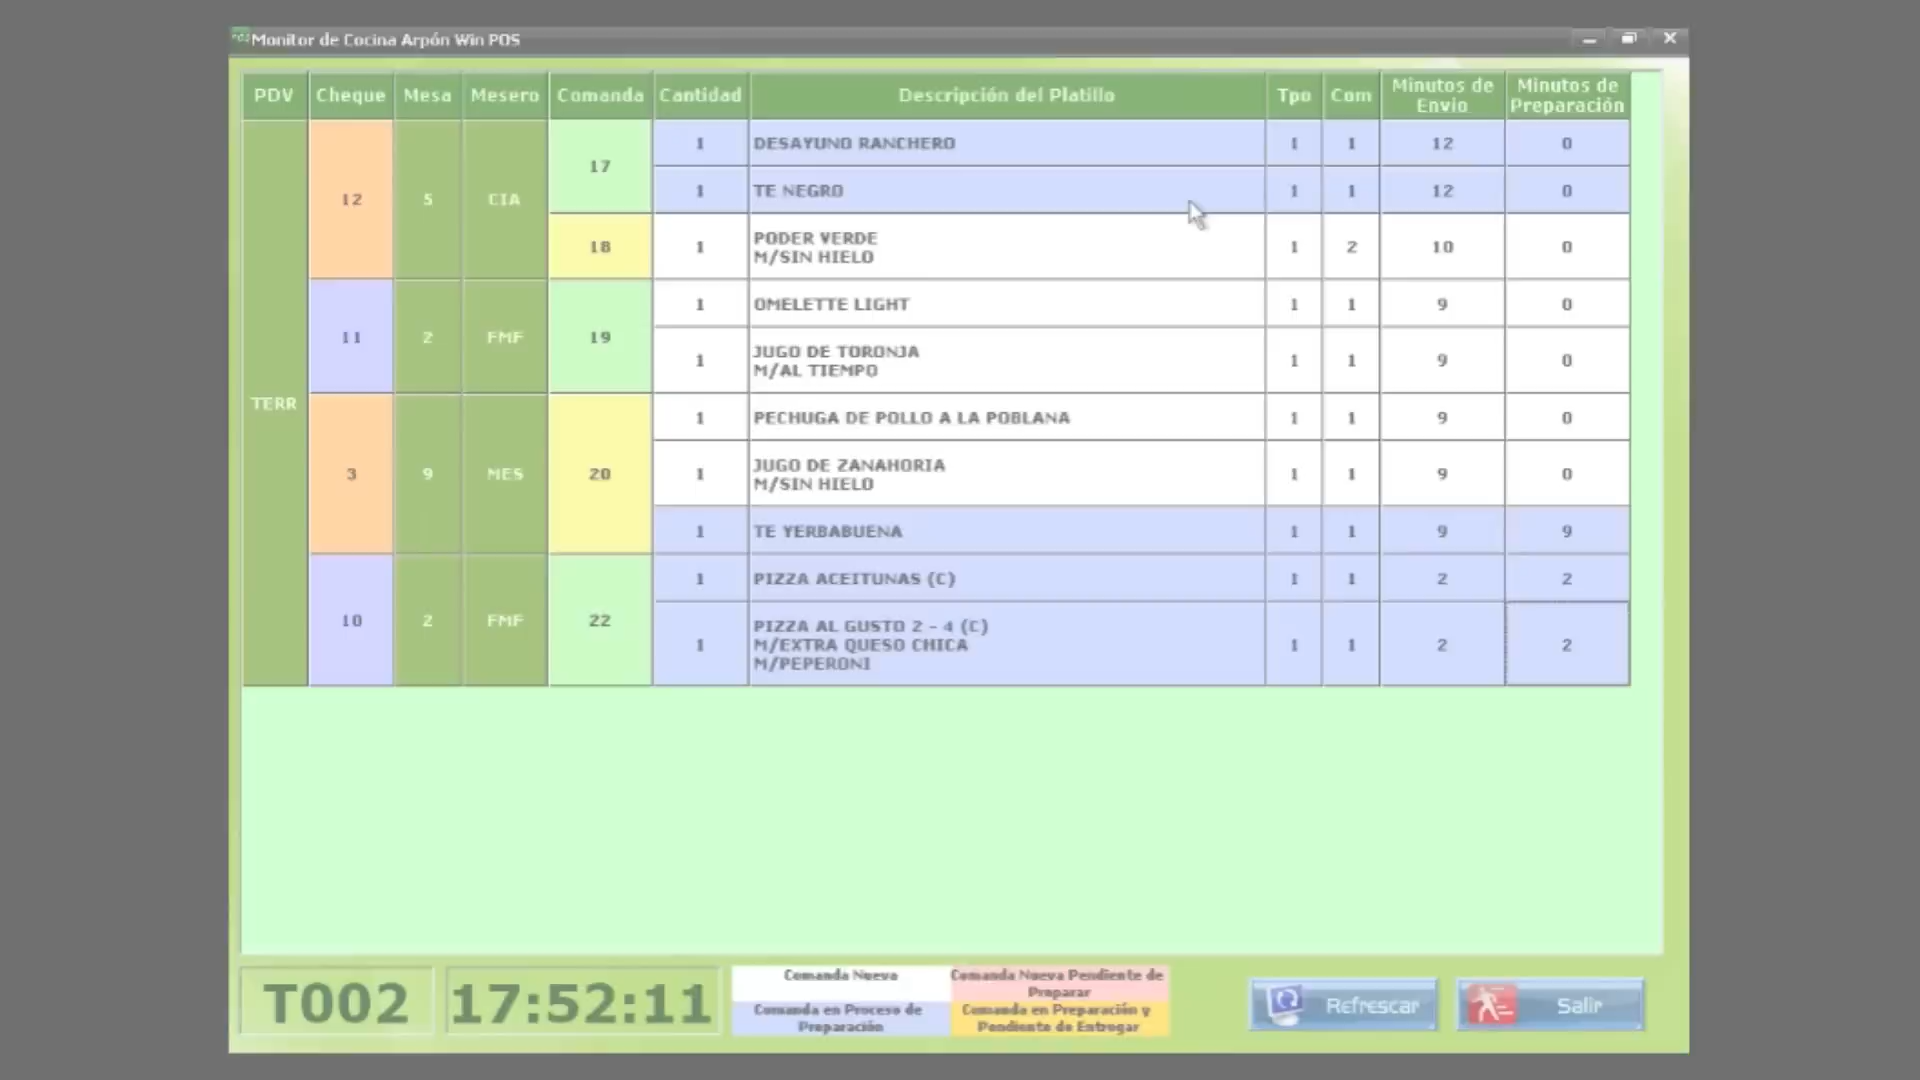 Monitor de Cocina Arpón Win POS
PDV Cheque Mesa Mesero Comanda Cantidad Descripción del Platillo Tpo Com Minutos de Envio Minutos de Preparación
TERR 12 5 CIA 17 1 DESAYUNO RANCHERO 1 1 12 0
1 TE NEGRO 1 1 12 0
18 1 PODER VERDE 1 2 10 0
M/SIN HIELO
11 2 FMF 19 1 OMELETTE LIGHT 1 1 9 0
1 JUGO DE TORONJA 1 1 9 0
M/AL TIEMPO
3 9 MES 20 1 PECHUGA DE POLLO A LA POBLANA 1 1 9 0
1 JUGO DE ZANAHORIA 1 1 9 0
M/SIN HIELO
1 TE YERBABUENA 1 1 9 9
10 2 FMF 22 1 PIZZA ACEITUNAS (C) 1 1 2 2
1 PIZZA AL GUSTO 2 - 4 (C) 1 1 2 2
M/EXTRA QUESO CHICA
M/PEPERONI
T002 17:52:11
Comanda Nueva
Comanda Nueva Pendiente de
Preparar
Comanda en Proceso de
Preparación
Comanda en Preparación y
Pendiente de Entregar
Refrescar
Salir